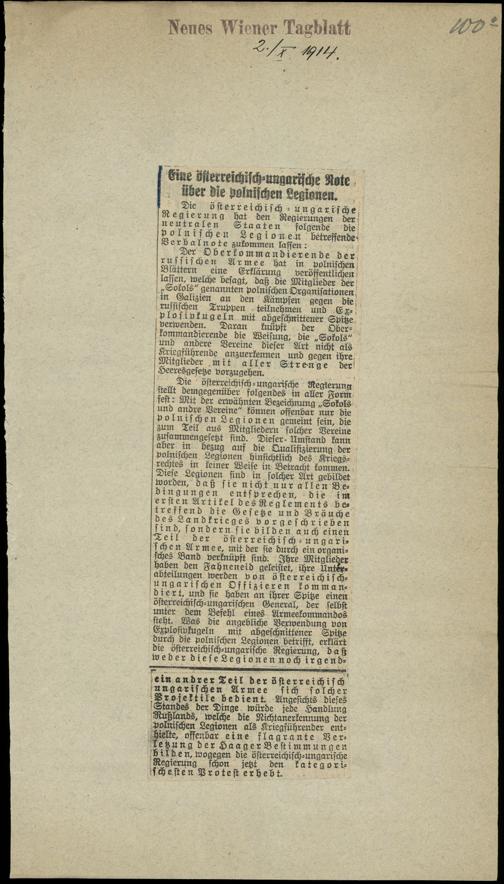 Neues Wiener Tagblatt
100
2./X 1914.
Eine österreichisch-ungarische Note
über die polnischen Legionen.
Die österreichisch-ungarische
Regierung hat den Regierungen der
neutralen Staaten folgende die
polnischen Legionen betreffende
Verbalnote zukommen lassen:
Der Oberkommandierende der
russischen Armee hat in polnischen
Blättern eine Erklärung veröffentlichen
lassen, welche besagt, daß die Mitglieder der
„Sokols" genannten polnischen Organisationen
in Galizien an den Kämpfen gegen die
russischen Truppen teilnehmen und Ex-
plosivkugeln mit abgeschnittener Spitze
verwenden. Daran knüpft der Ober-
kommandierende die Weisung, die „Sokols"
und andere Vereine dieser Art nicht als
Kriegführende anzuerkennen und gegen ihre
Mitglieder mit aller Strenge der
Heeresgesetze vorzugehen.
Die österreichisch-ungarische Regierung
stellt demgegenüber folgendes in aller Form
fest: Mit der erwähnten Bezeichnung „Sokols
und andre Vereine" können offenbar nur die
polnischen Legionen gemeint sein, die
zum Teil aus Mitgliedern solcher Vereine
zusammengesetzt sind. Dieser Umstand kann
aber in bezug auf die Qualifizierung der
polnischen Legionen hinsichtlich des Kriegs-
rechtes in keiner Weise in Betracht kommen.
Diese Legionen sind in solcher Art gebildet
worden, daß sie nicht nur allen Be-
dingungen entsprechen, die im
ersten Artikel des Reglements be-
treffend die Gesetze und Bräuche
des Landkrieges vorgeschrieben
sind, sondern sie bilden auch einen
Teil der österreichisch-ungari-
schen Armee, mit der sie durch ein organi-
sches Band verknüpft sind. Ihre Mitglieder
haben den Fahneneid geleistet, ihre Unter-
abteilungen werden von österreichisch-
ungarischen Offizieren komman-
diert, und sie haben an ihrer Spitze einen
österreichisch-ungarischen General, der selbst
unter dem Befehl eines Armeekommandos
steht. Was die angebliche Verwendung von
Explosivkugeln mit abgeschnittener Spitze
durch die polnischen Legionen betrifft, erklärt
die österreichisch-ungarische Regierung, daß
weder diese Legionen noch irgend-
ein andrer Teil der österreichisch
ungarischen Armee sich solcher
Projektile bedient. Angesichts dieses
Standes der Dinge würde jede Handlung
Rußlands, welche die Nichtanerkennung der
polnischen Legionen als Kriegführender ent-
hielte, offenbar eine flagrante Ver-
letzung der Haager Bestimmungen
bilden, wogegen die österreichisch-ungarische
Regierung schon jetzt den kategori-
schesten Protest erhebt.